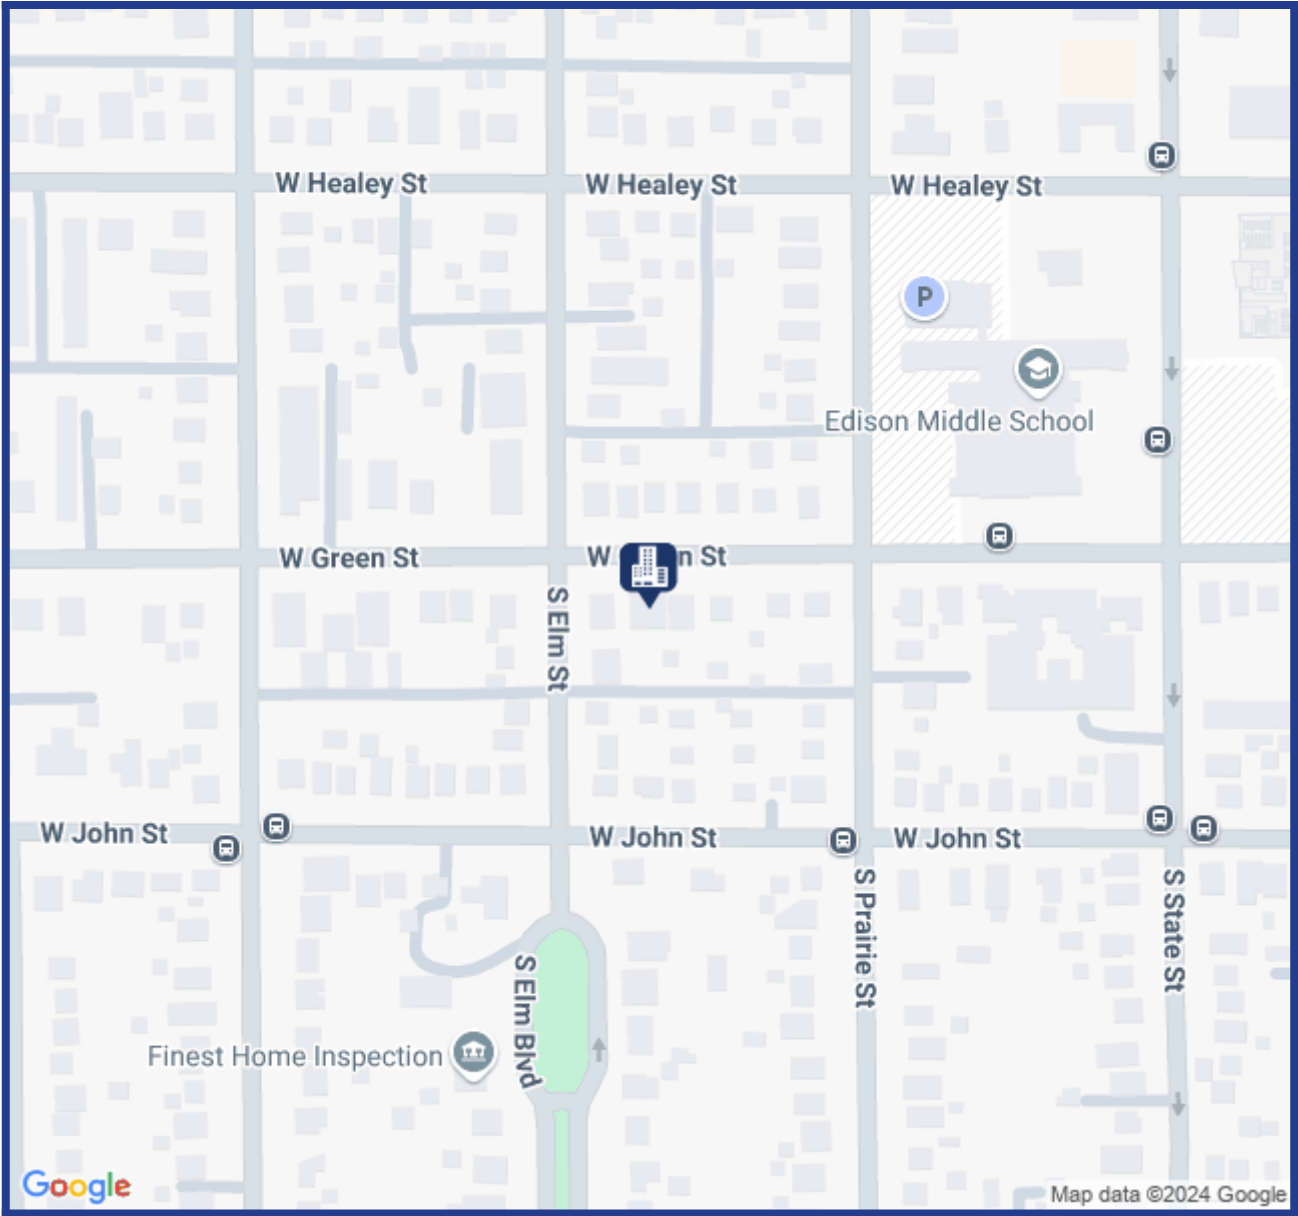 W Healey St
W Healey St
W Healey St
P
Edison Middle School
W Green St
W n St
S Elm St
W John St
W John St
W John St
S Prairie St
S State St
S Elm Blvd
Finest Home Inspection
Google
Map data ©2024 Google